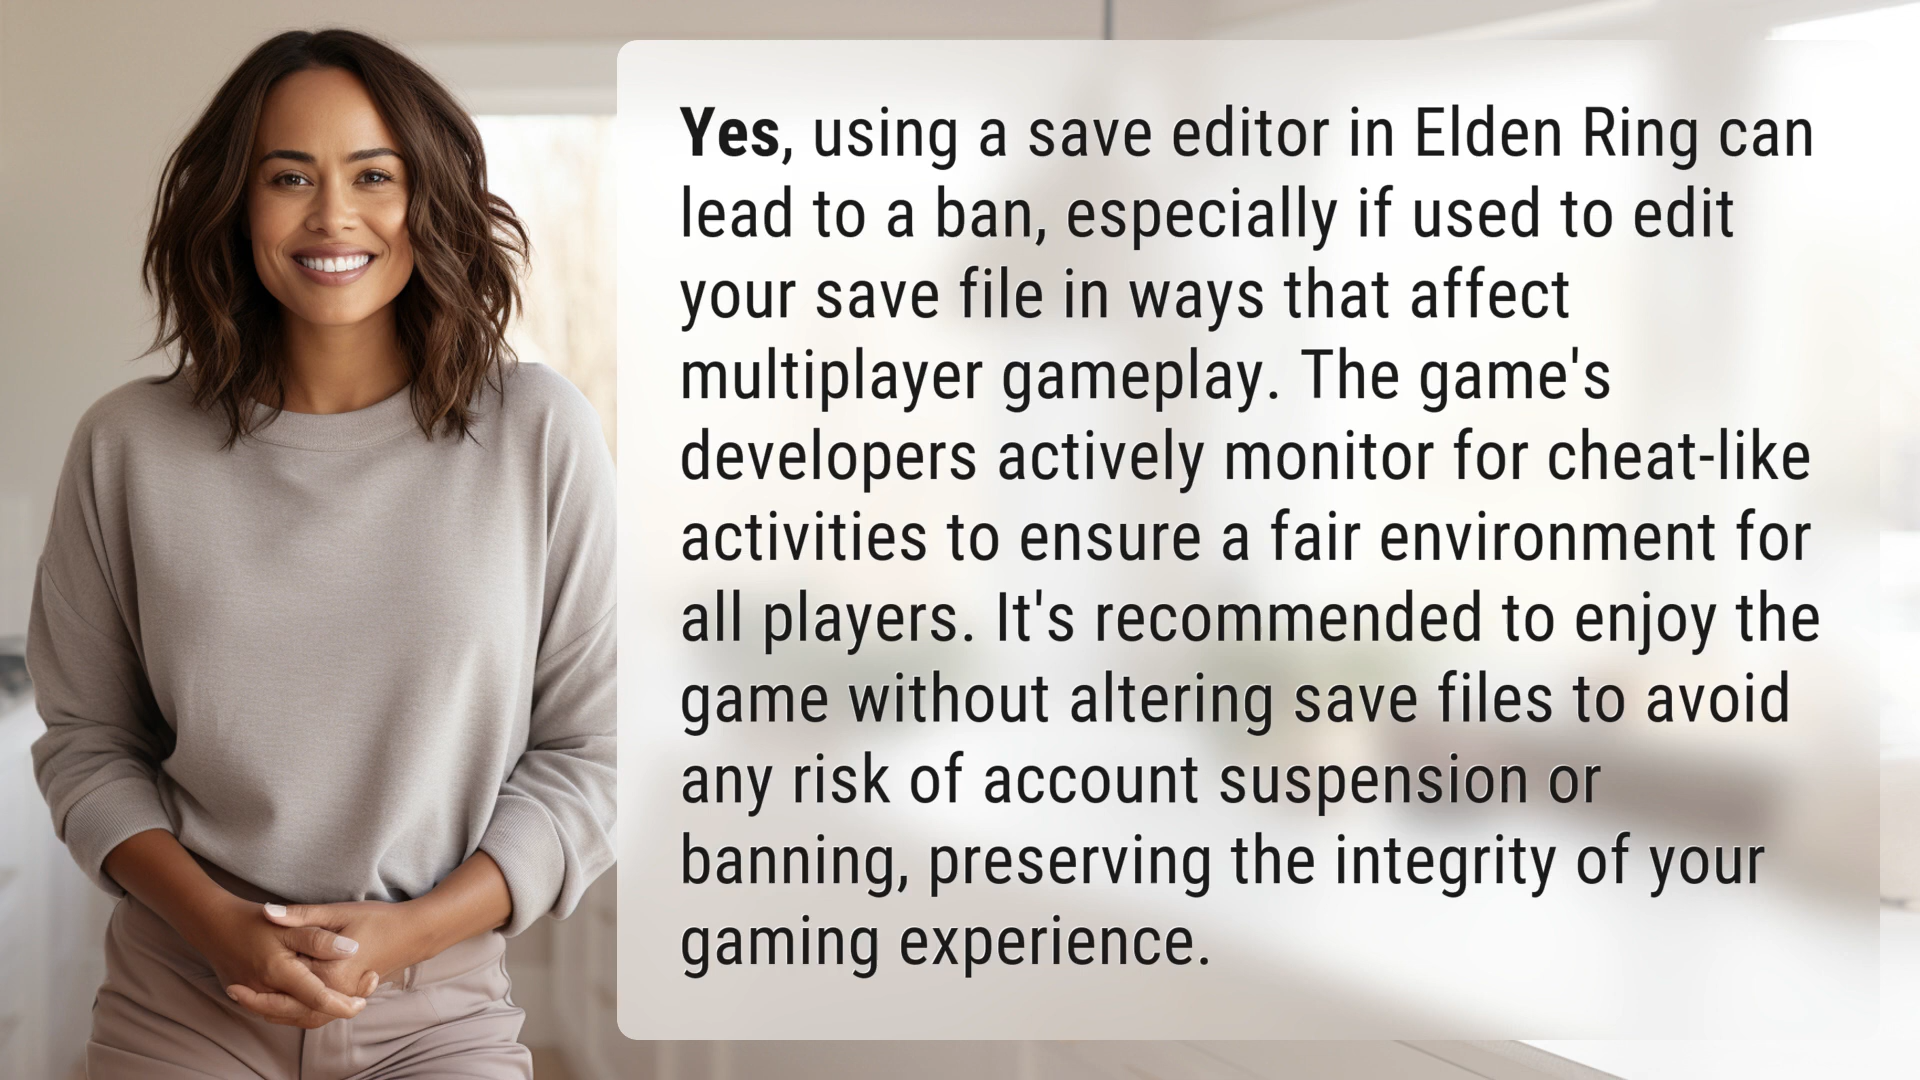 Yes, using a save editor in Elden Ring can
lead to a ban, especially if used to edit
your save file in ways that affect
multiplayer gameplay. The game's
developers actively monitor for cheat-like
activities to ensure a fair environment for
all players. It's recommended to enjoy the
game without altering save files to avoid
any risk of account suspension or
banning, preserving the integrity of your
gaming experience.